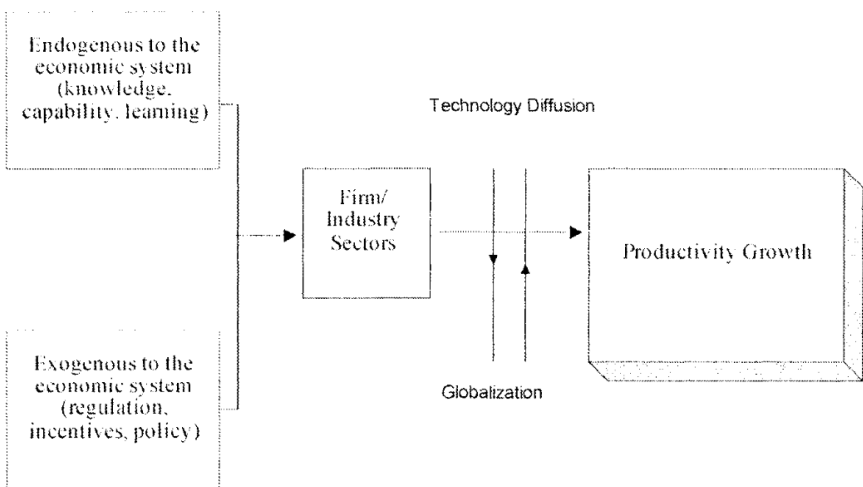 Endogenous to the
economic system
(knowledge,
capability, learning)
Technology Diffusion
Firm/
Industry
Sectors
Productivity Growth
Exogenous to the
economic system
(regulation,
incentives, policy)
Globalization